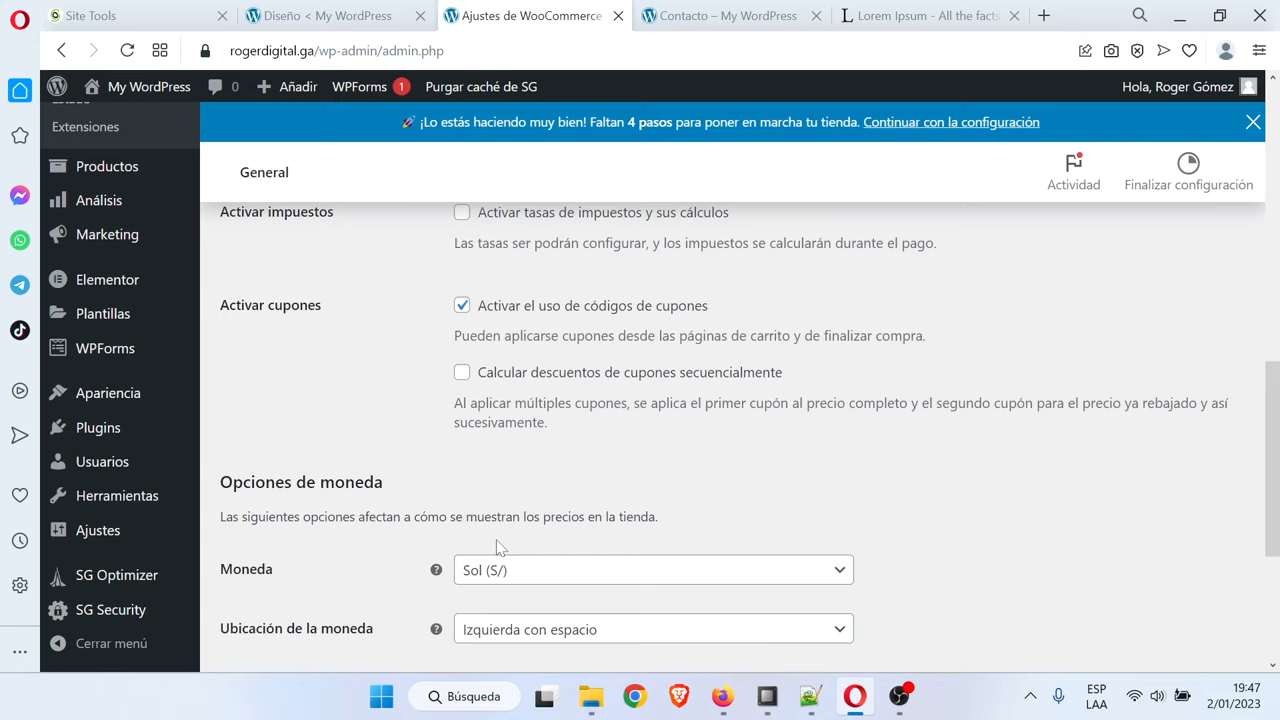 Site Tools
Diseño < My WordPress
Ajustes de WooCommerce
Contacto – My WordPress
Lorem Ipsum - All the facts
rogerdigital.ga/wp-admin/admin.php
My WordPress
0
Añadir
WPForms 1
Purgar caché de SG
Hola, Roger Gómez
Extensiones
Productos
Análisis
Marketing
Elementor
Plantillas
WPForms
Apariencia
Plugins
Usuarios
Herramientas
Ajustes
SG Optimizer
SG Security
Cerrar menú
🚀 ¡Lo estás haciendo muy bien! Faltan 4 pasos para poner en marcha tu tienda. Continuar con la configuración
General
Actividad
Finalizar configuración
Activar impuestos
Activar tasas de impuestos y sus cálculos
Las tasas ser podrán configurar, y los impuestos se calcularán durante el pago.
Activar cupones
Activar el uso de códigos de cupones
Pueden aplicarse cupones desde las páginas de carrito y de finalizar compra.
Calcular descuentos de cupones secuencialmente
Al aplicar múltiples cupones, se aplica el primer cupón al precio completo y el segundo cupón para el precio ya rebajado y así
sucesivamente.
Opciones de moneda
Las siguientes opciones afectan a cómo se muestran los precios en la tienda.
Moneda
Sol (S/)
Ubicación de la moneda
Izquierda con espacio
Búsqueda
ESP
LAA
19:47
2/01/2023